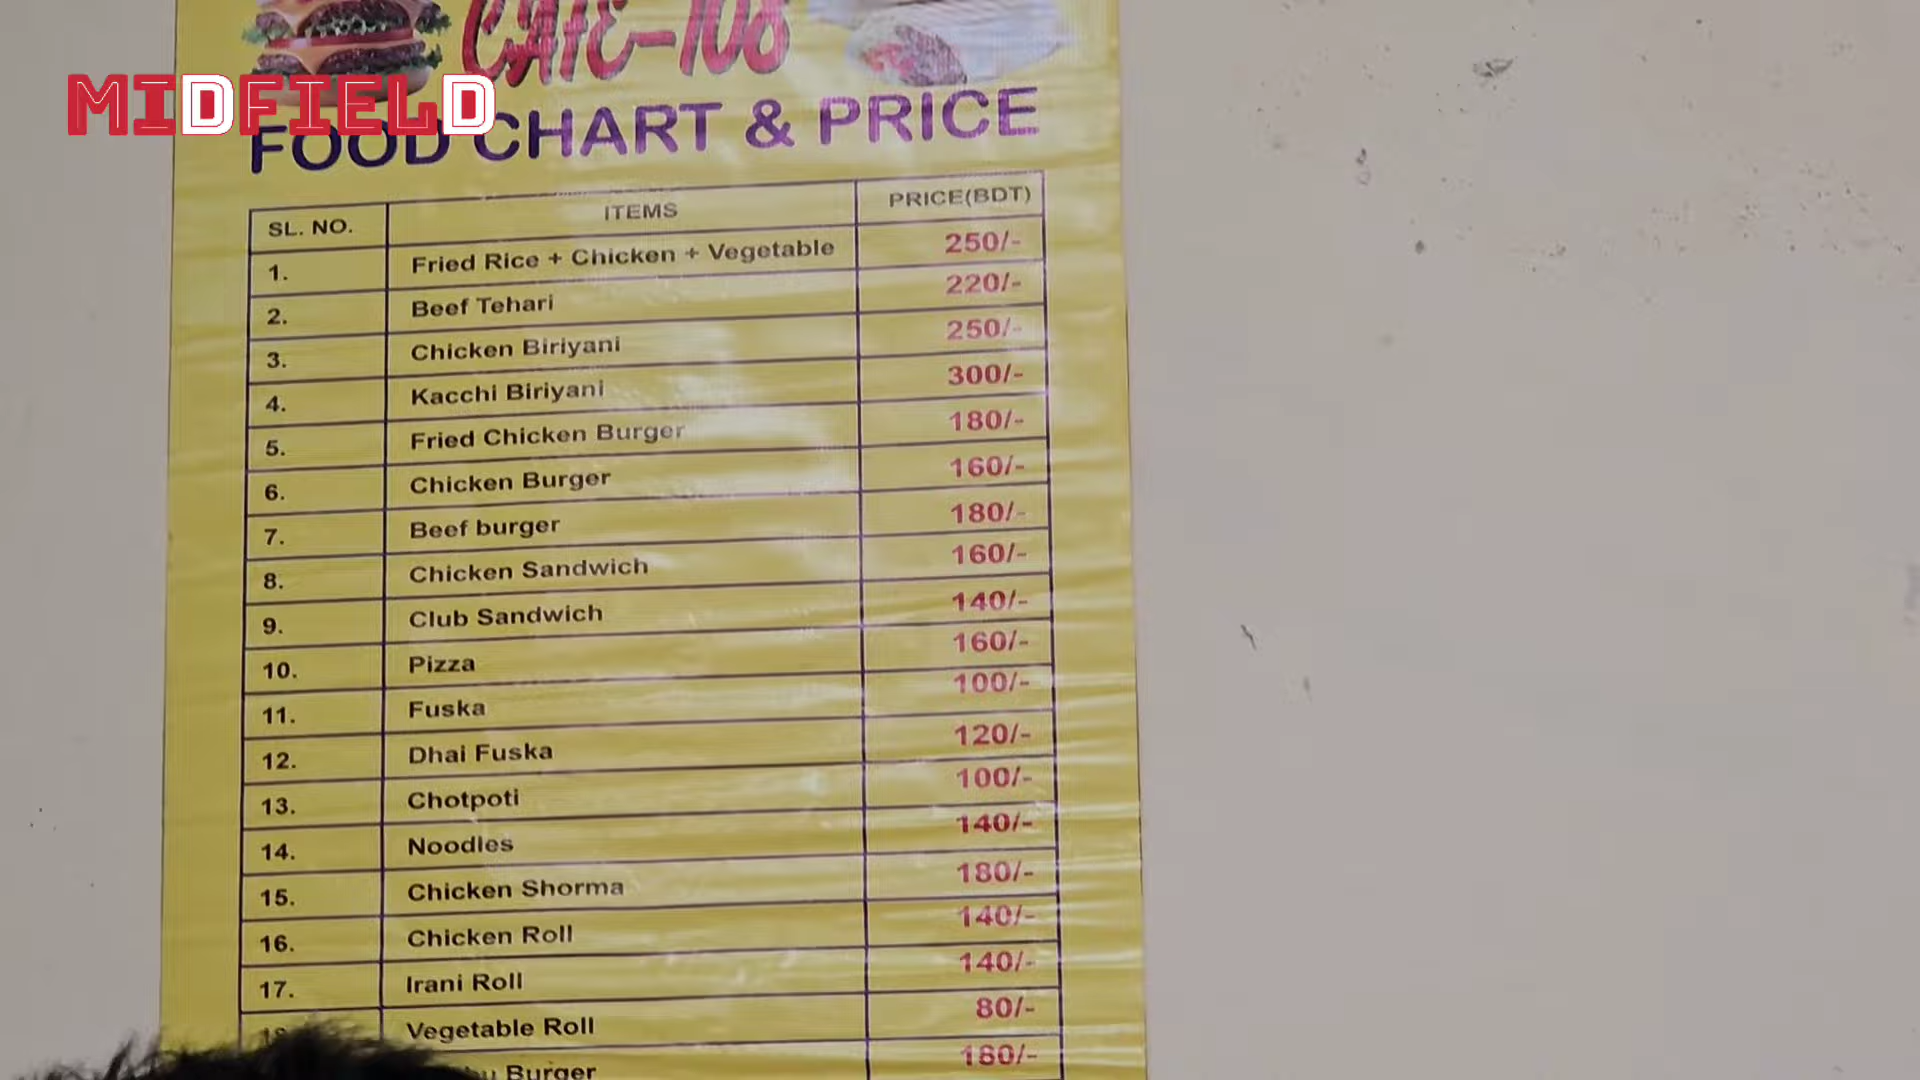 CAFE-108
MIDFIELD
FOOD CHART & PRICE
SL. NO. ITEMS PRICE(BDT)
1. Fried Rice + Chicken + Vegetable 250/-
2. Beef Tehari 220/-
3. Chicken Biriyani 250/-
4. Kacchi Biriyani 300/-
5. Fried Chicken Burger 180/-
6. Chicken Burger 160/-
7. Beef burger 180/-
8. Chicken Sandwich 160/-
9. Club Sandwich 140/-
10. Pizza 160/-
11. Fuska 100/-
12. Dhai Fuska 120/-
13. Chotpoti 100/-
14. Noodles 140/-
15. Chicken Shorma 180/-
16. Chicken Roll 140/-
17. Irani Roll 140/-
18. Vegetable Roll 80/-
Burger 180/-